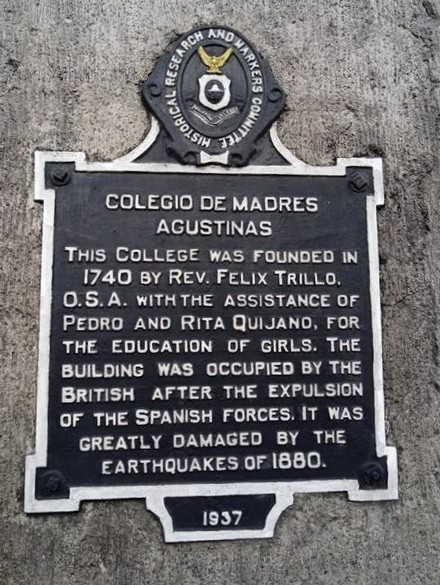 HISTORICAL RESEARCH AND MARKERS COMMITTEE
COLEGIO DE MADRES
AGUSTINAS
THIS COLLEGE WAS FOUNDED IN
1740 BY REV. FELIX TRILLO,
O.S.A. WITH THE ASSISTANCE OF
PEDRO AND RITA QUIJANO, FOR
THE EDUCATION OF GIRLS. THE
BUILDING WAS OCCUPIED BY THE
BRITISH AFTER THE EXPULSION
OF THE SPANISH FORCES. IT WAS
GREATLY DAMAGED BY THE
EARTHQUAKES OF 1880.
1937